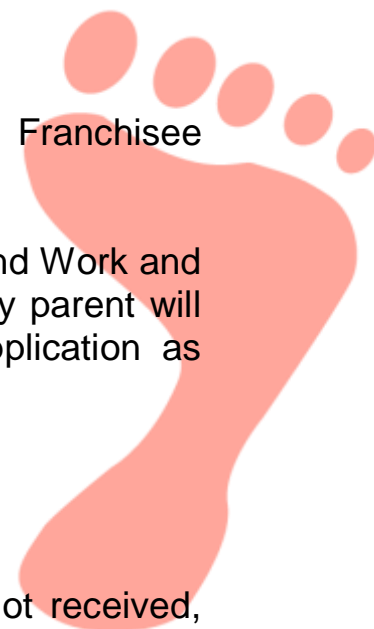 Franchisee
nd Work and
y parent will
plication as
ot received,